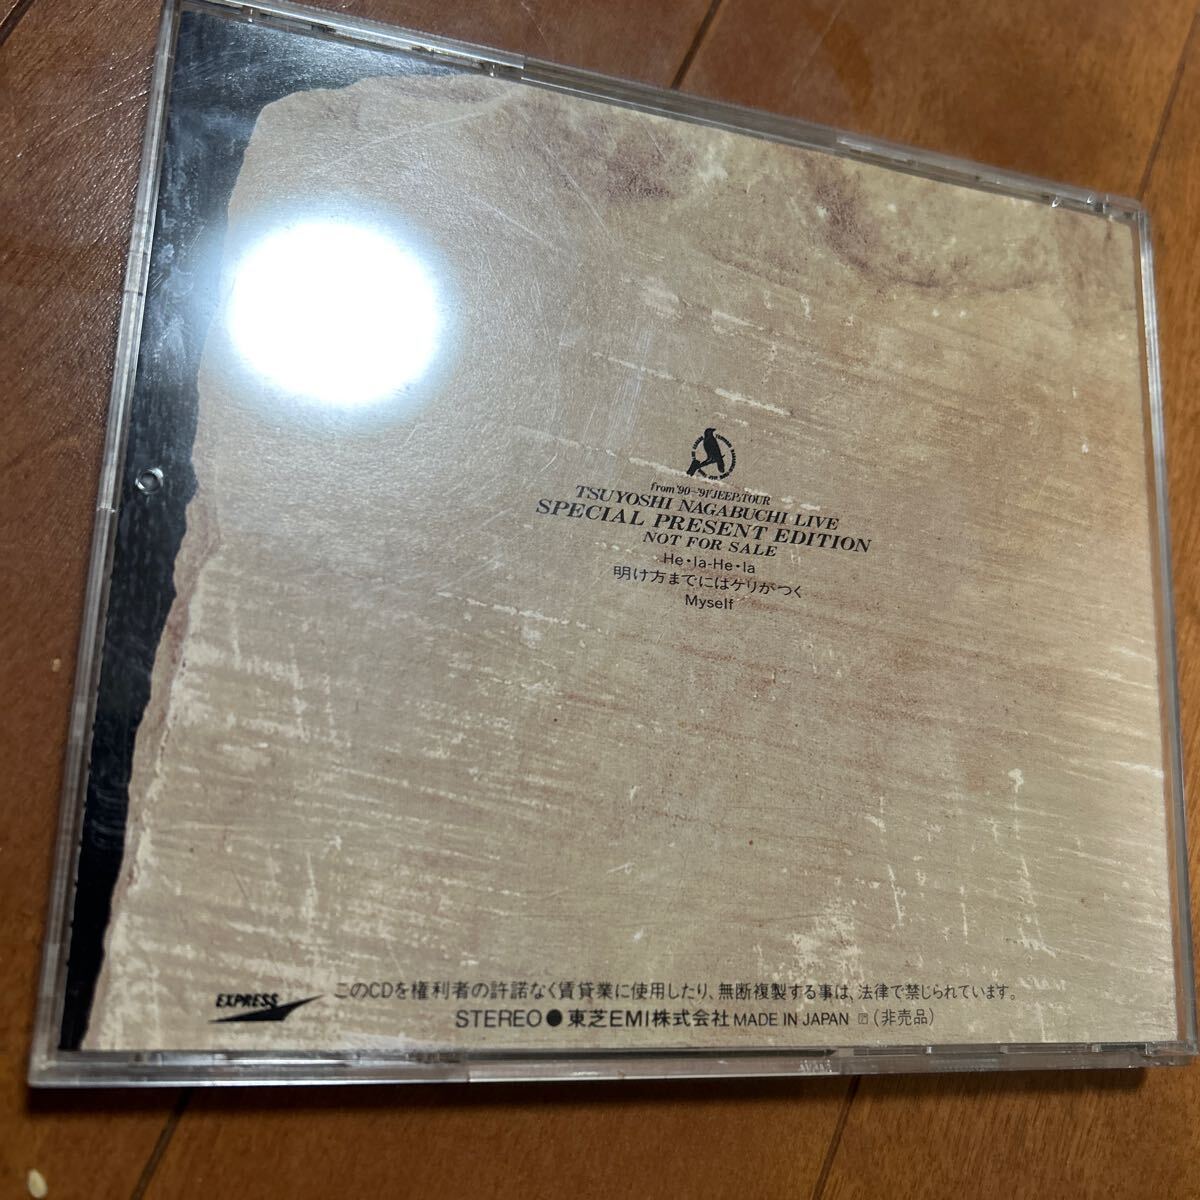 from '90-'91 JEEP TOUR
TSUYOSHI NAGABUCHI LIVE
SPECIAL PRESENT EDITION
NOT FOR SALE
He・la-He・la
明け方までにはケリがつく
Myself
EXPRESS
このCDを権利者の許諾なく賃貸業に使用したり、無断複製する事は、法律で禁じられています。
STEREO●東芝EMI株式会社 MADE IN JAPAN Ⓟ(非売品)